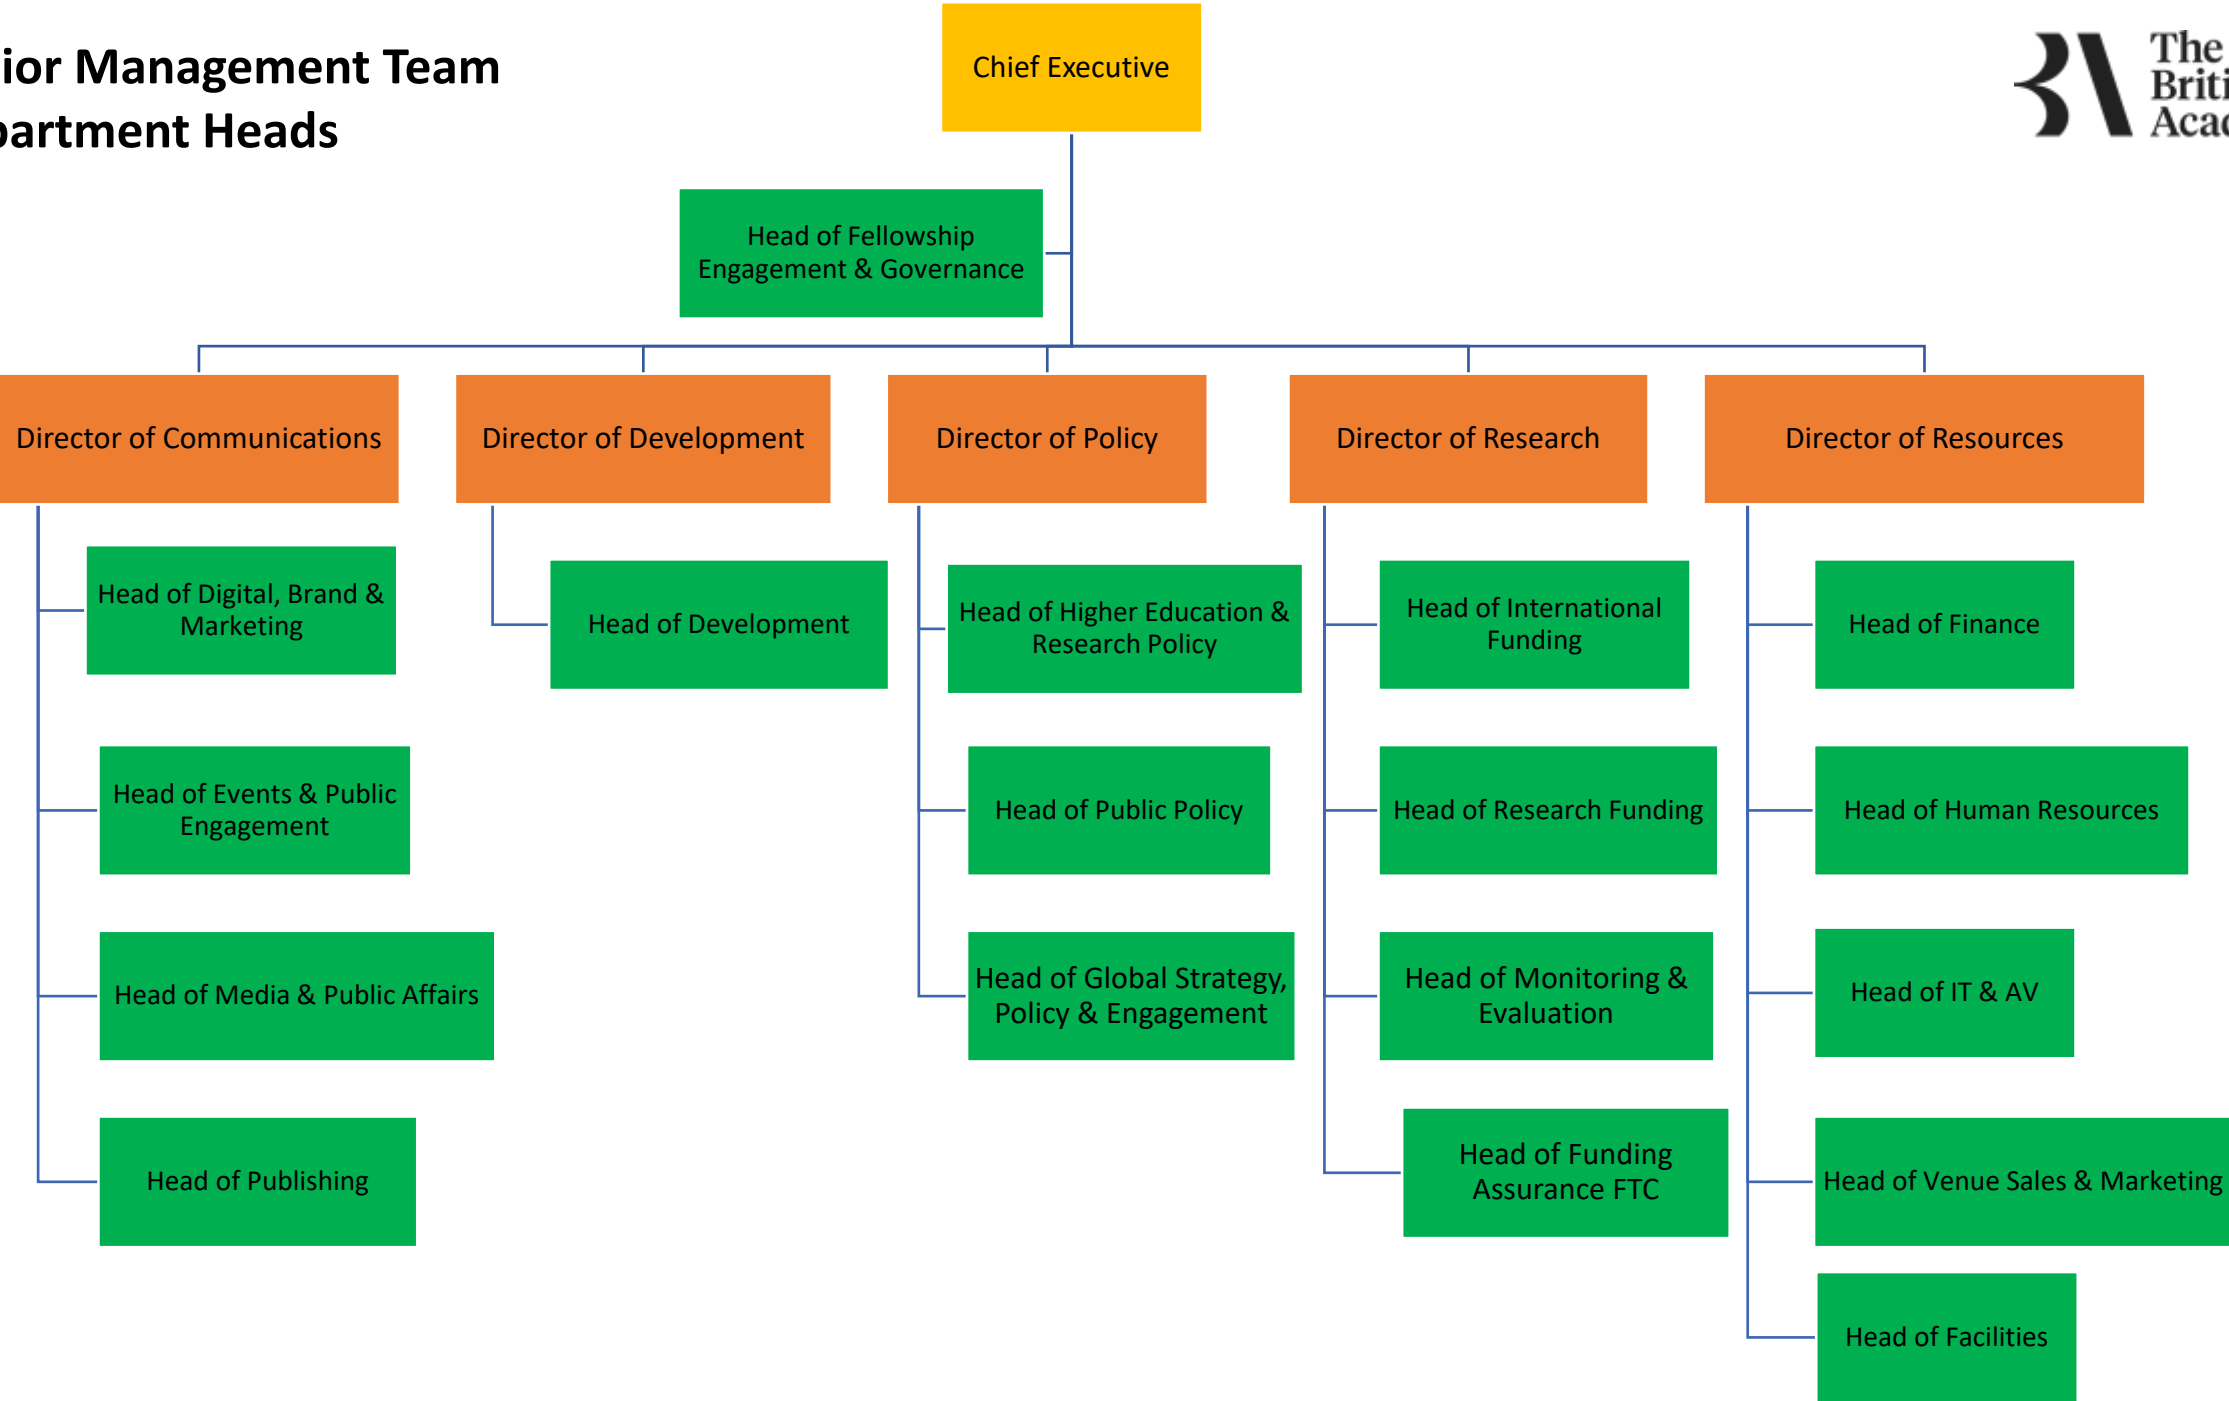 ior Management Team
partment Heads
Chief Executive
The
Briti
Acad
Head of Fellowship
Engagement & Governance
Director of Communications
Director of Development
Director of Policy
Director of Research
Director of Resources
Head of Digital, Brand &
Marketing
Head of Events & Public
Engagement
Head of Media & Public Affairs
Head of Publishing
Head of Development
Head of Higher Education &
Research Policy
Head of Public Policy
Head of Global Strategy,
Policy & Engagement
Head of International
Funding
Head of Research Funding
Head of Monitoring &
Evaluation
Head of Funding
Assurance FTC
Head of Finance
Head of Human Resources
Head of IT & AV
Head of Venue Sales & Marketing
Head of Facilities